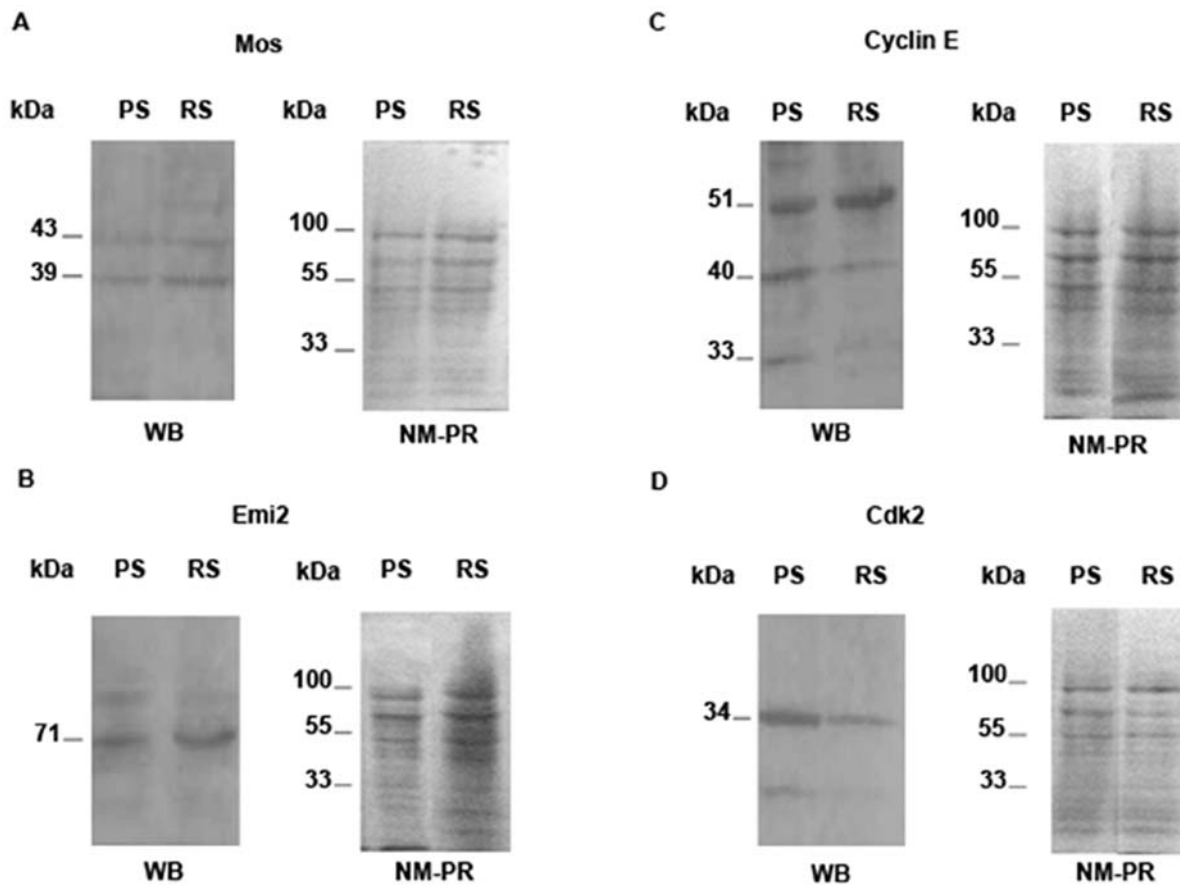 A
Mos
kDa PS RS kDa PS RS
43
39
100
55
33
WB NM-PR
B
Emi2
kDa PS RS kDa PS RS
71
100
55
33
WB NM-PR
C
Cyclin E
kDa PS RS kDa PS RS
51
40
33
100
55
33
WB NM-PR
D
Cdk2
kDa PS RS kDa PS RS
34
100
55
33
WB NM-PR